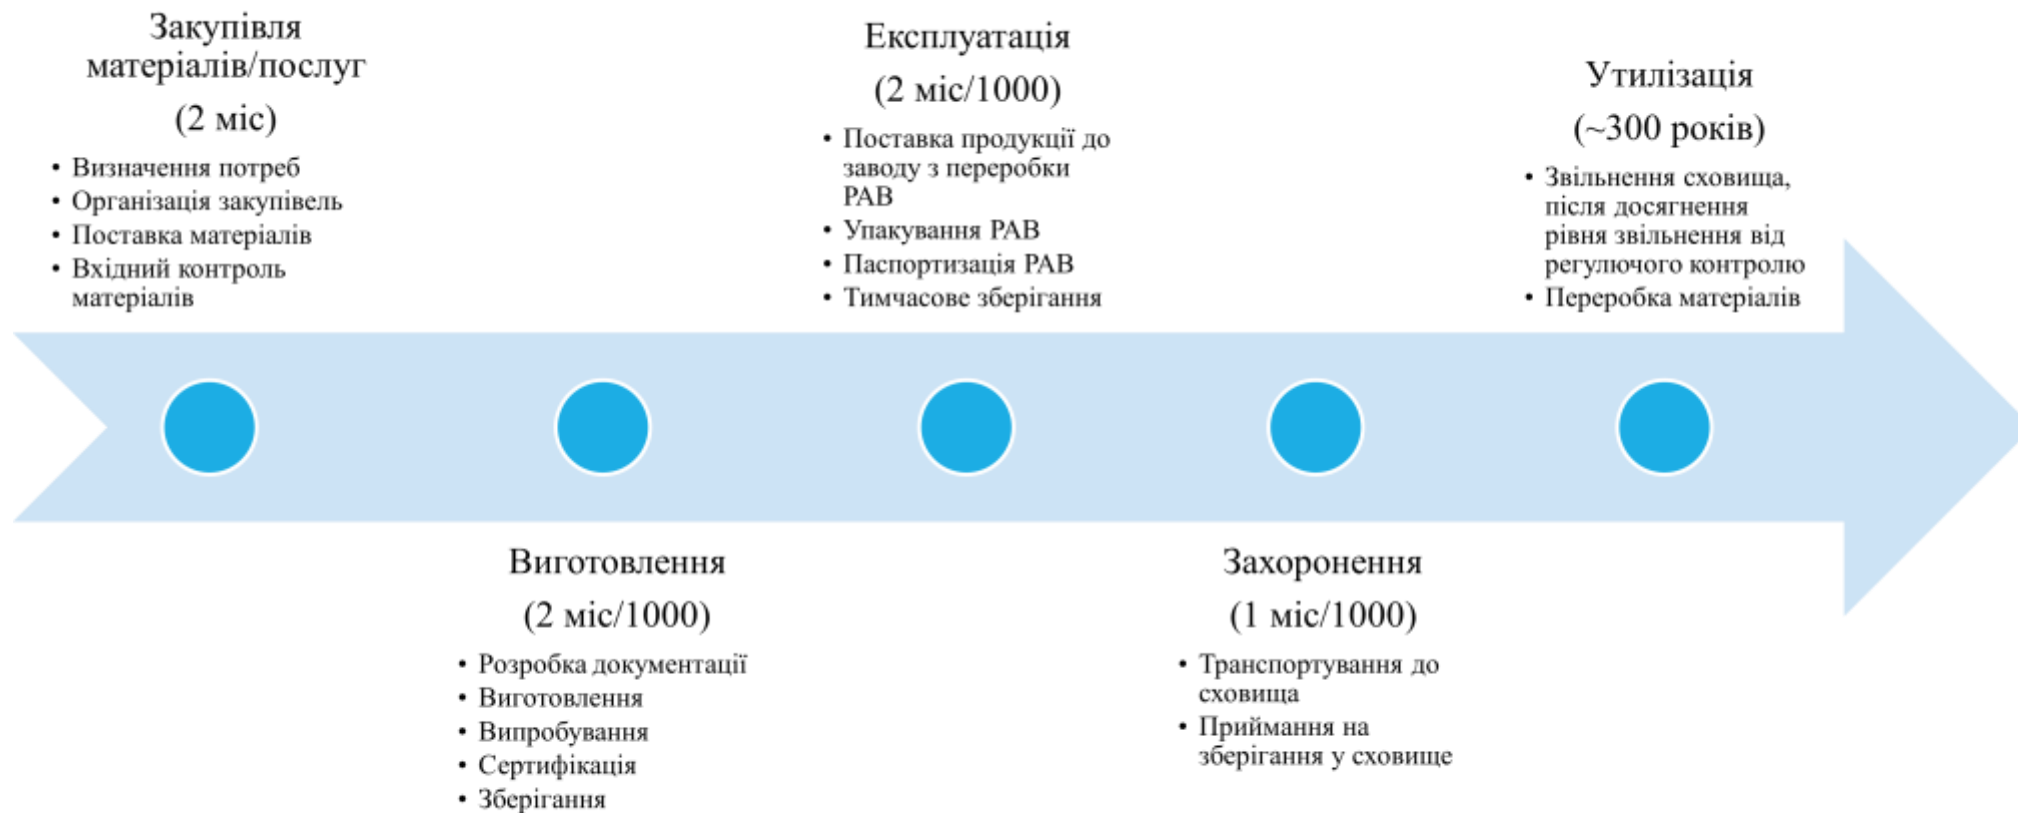 Закупівля
матеріалів/послуг
(2 міс)
• Визначення потреб
• Організація закупівель
• Поставка матеріалів
• Вхідний контроль
матеріалів
Виготовлення
(2 міс/1000)
• Розробка документації
• Виготовлення
• Випробування
• Сертифікація
• Зберігання
Експлуатація
(2 міс/1000)
• Поставка продукції до
заводу з переробки
РАВ
• Упакування РАВ
• Паспортизація РАВ
• Тимчасове зберігання
Захоронення
(1 міс/1000)
• Транспортування до
сховища
• Приймання на
зберігання у сховище
Утилізація
(~300 років)
• Звільнення сховища,
після досягнення
рівня звільнення від
регулючого контролю
• Переробка матеріалів